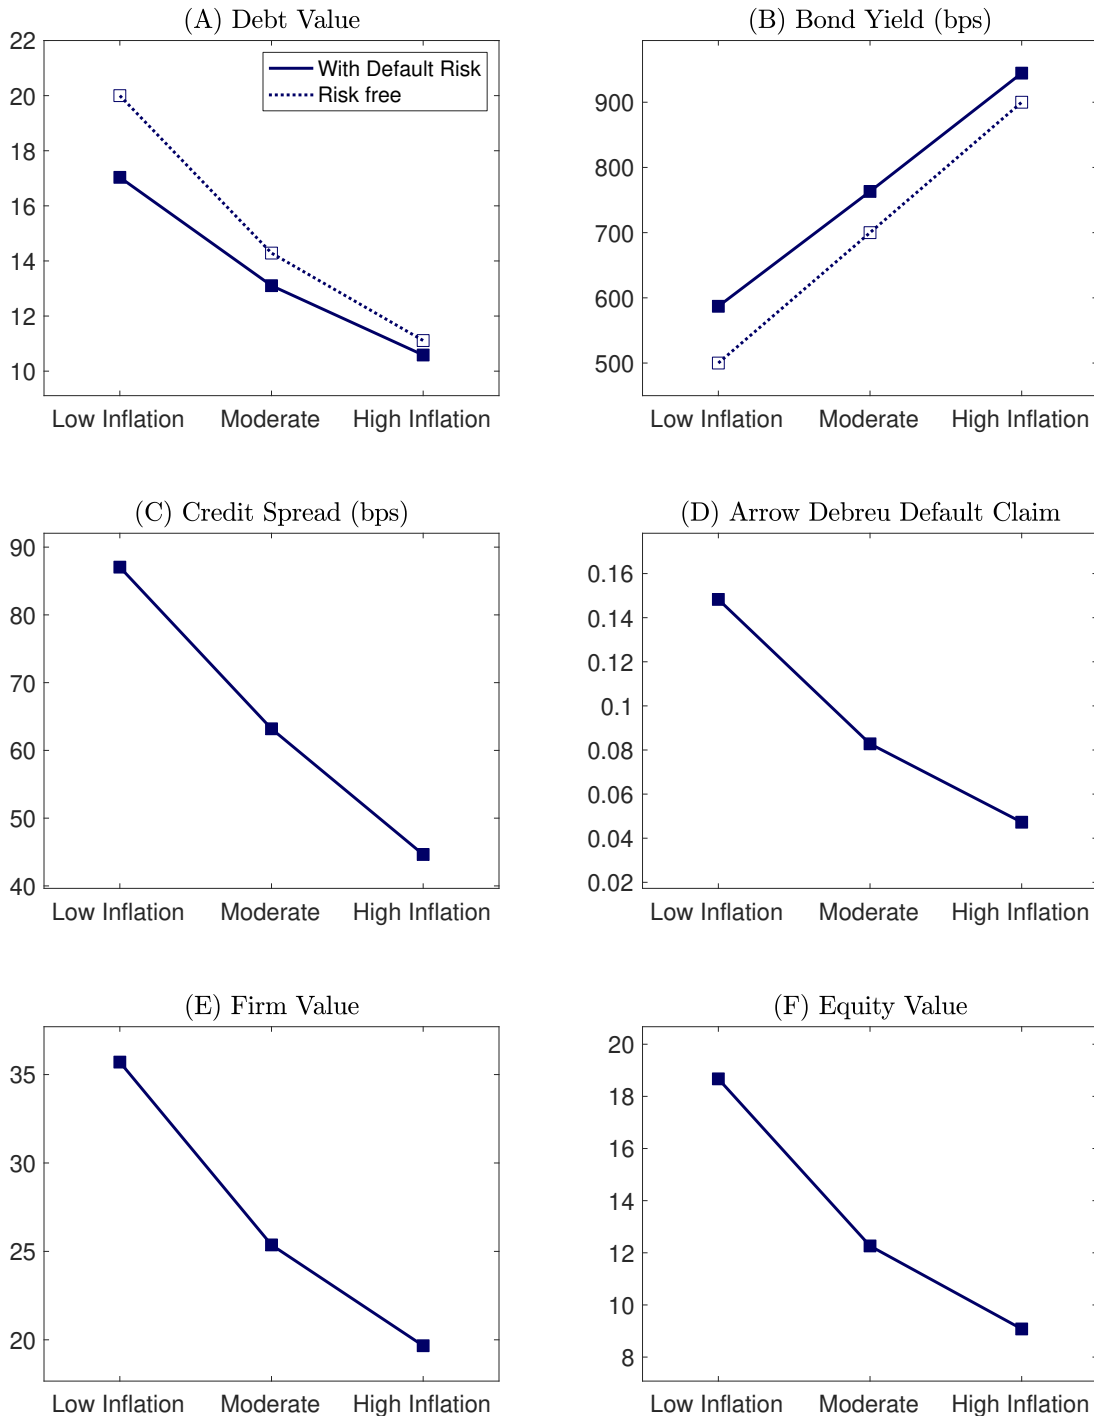 (A) Debt Value
22
20
18
16
14
12
10
With Default Risk
Risk free
Low Inflation Moderate High Inflation
(B) Bond Yield (bps)
900
800
700
600
500
Low Inflation Moderate High Inflation
(C) Credit Spread (bps)
90
80
70
60
50
40
Low Inflation Moderate High Inflation
(D) Arrow Debreu Default Claim
0.16
0.14
0.12
0.1
0.08
0.06
0.04
0.02
Low Inflation Moderate High Inflation
(E) Firm Value
35
30
25
20
Low Inflation Moderate High Inflation
(F) Equity Value
20
18
16
14
12
10
8
Low Inflation Moderate High Inflation